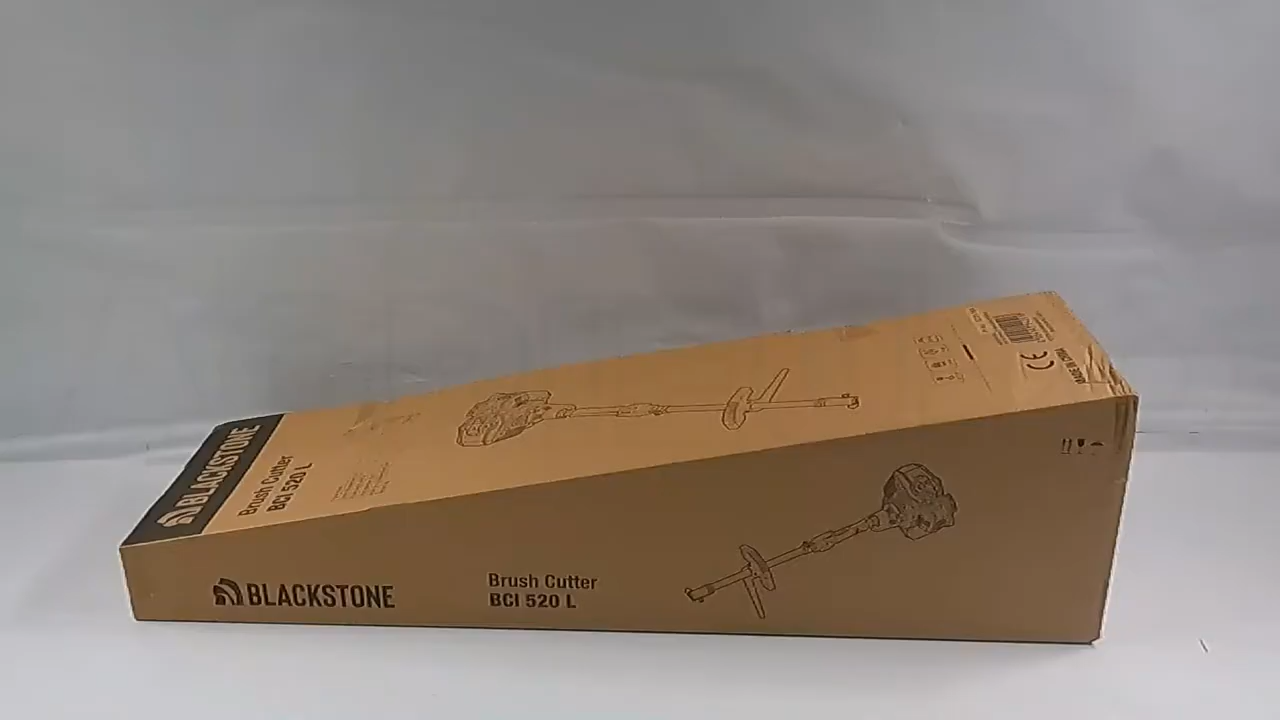 BLACKSTONE
Brush Cutter
BCI 520 L
CE
MADE IN CHINA
BLACKSTONE
Brush Cutter
BCI 520 L